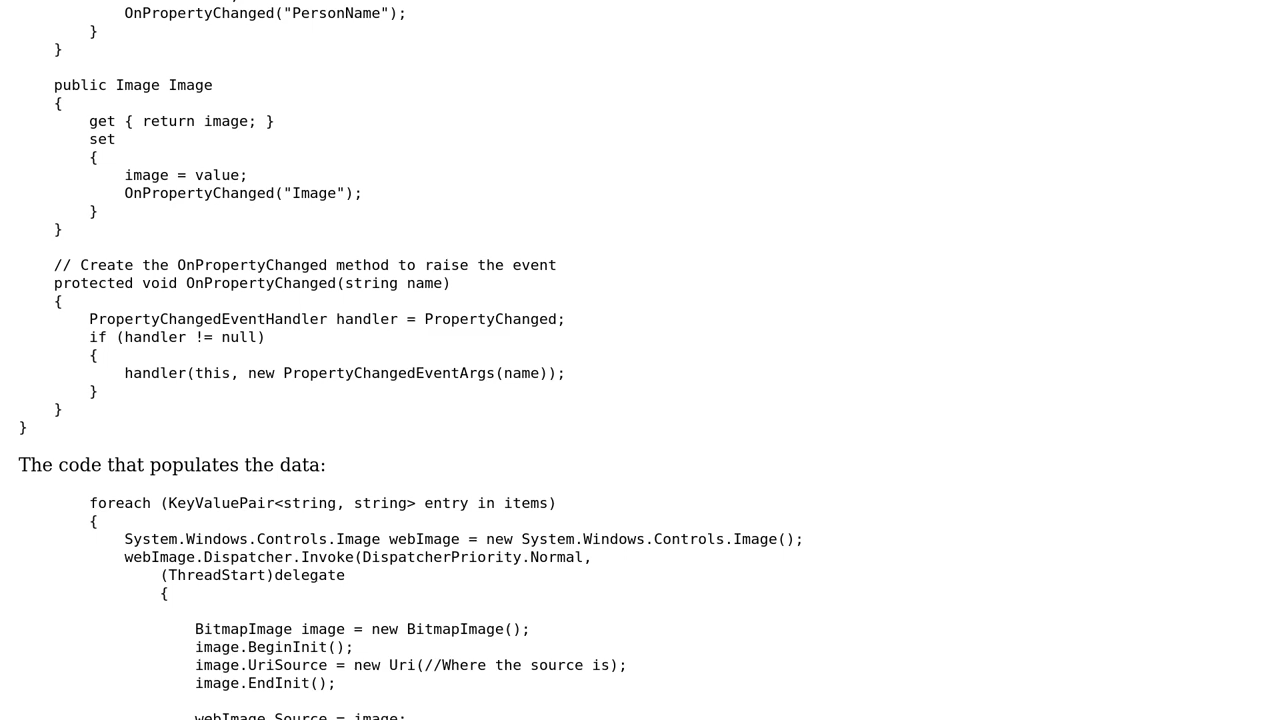 OnPropertyChanged("PersonName");
}
}
public Image Image
{
get { return image; }
set
{
image = value;
OnPropertyChanged("Image");
}
}
// Create the OnPropertyChanged method to raise the event
protected void OnPropertyChanged(string name)
{
PropertyChangedEventHandler handler = PropertyChanged;
if (handler != null)
{
handler(this, new PropertyChangedEventArgs(name));
}
}
}
The code that populates the data:
foreach (KeyValuePair<string, string> entry in items)
{
System.Windows.Controls.Image webImage = new System.Windows.Controls.Image();
webImage.Dispatcher.Invoke(DispatcherPriority.Normal,
(ThreadStart)delegate
{
BitmapImage image = new BitmapImage();
image.BeginInit();
image.UriSource = new Uri(//Where the source is);
image.EndInit();
webImage.Source = image;